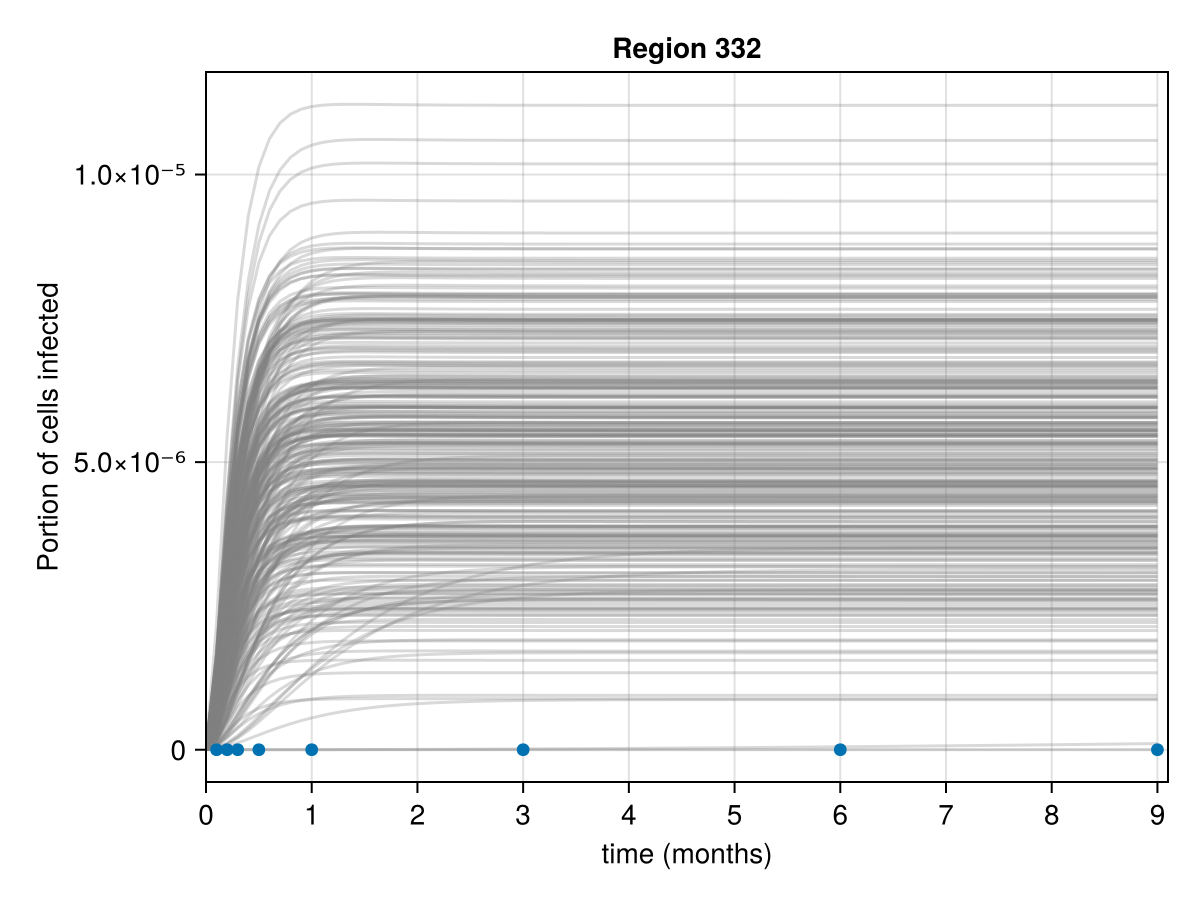 Region 332
Portion of cells infected
1.0×10⁻⁵
5.0×10⁻⁶
0
0 1 2 3 4 5 6 7 8 9
time (months)